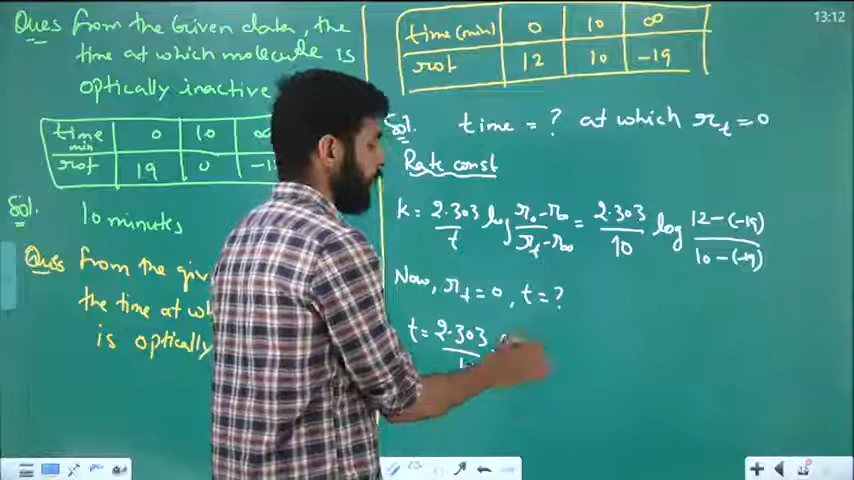 Ques from the Given data, the
time at which molecule is
optically inactive
time min 0 10 ∞
rot 19 0
Sol.
10 minutes
Ques from the giv
the time at wh
is optically
time (min) 0 10 ∞
rot 12 10 -19
Sol. time = ? at which r_t = 0
Rate const
k = 2.303/t log (r_0 - r_∞)/(r_t - r_∞) = 2.303/10 log (12-(-19))/(10-(-19))
Now, r_t = 0, t = ?
t = 2.303
13:12